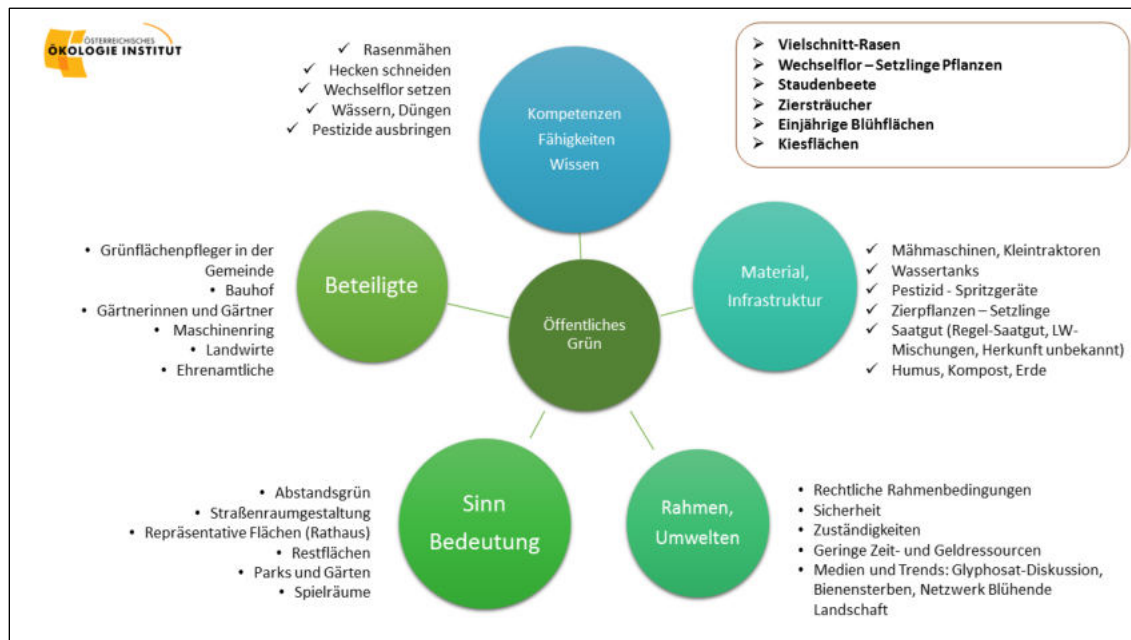 ÖSTERREICHISCHES
ÖKOLOGIE INSTITUT
✓ Rasenmähen
✓ Hecken schneiden
✓ Wechselflor setzen
✓ Wässern, Düngen
✓ Pestizide ausbringen
Kompetenzen
Fähigkeiten
Wissen
➤ Vielschnitt-Rasen
➤ Wechselflor – Setzlinge Pflanzen
➤ Staudenbeete
➤ Ziersträucher
➤ Einjährige Blühflächen
➤ Kiesflächen
• Grünflächenpfleger in der
Gemeinde
• Bauhof
• Gärtnerinnen und Gärtner
• Maschinenring
• Landwirte
• Ehrenamtliche
Beteiligte
Öffentliches
Grün
Material,
Infrastruktur
✓ Mähmaschinen, Kleintraktoren
✓ Wassertanks
✓ Pestizid - Spritzgeräte
✓ Zierpflanzen – Setzlinge
✓ Saatgut (Regel-Saatgut, LW-
Mischungen, Herkunft unbekannt)
✓ Humus, Kompost, Erde
• Abstandsgrün
• Straßenraumgestaltung
• Repräsentative Flächen (Rathaus)
• Restflächen
• Parks und Gärten
• Spielräume
Sinn
Bedeutung
Rahmen,
Umwelten
• Rechtliche Rahmenbedingungen
• Sicherheit
• Zuständigkeiten
• Geringe Zeit- und Geldressourcen
• Medien und Trends: Glyphosat-Diskussion,
Bienensterben, Netzwerk Blühende
Landschaft